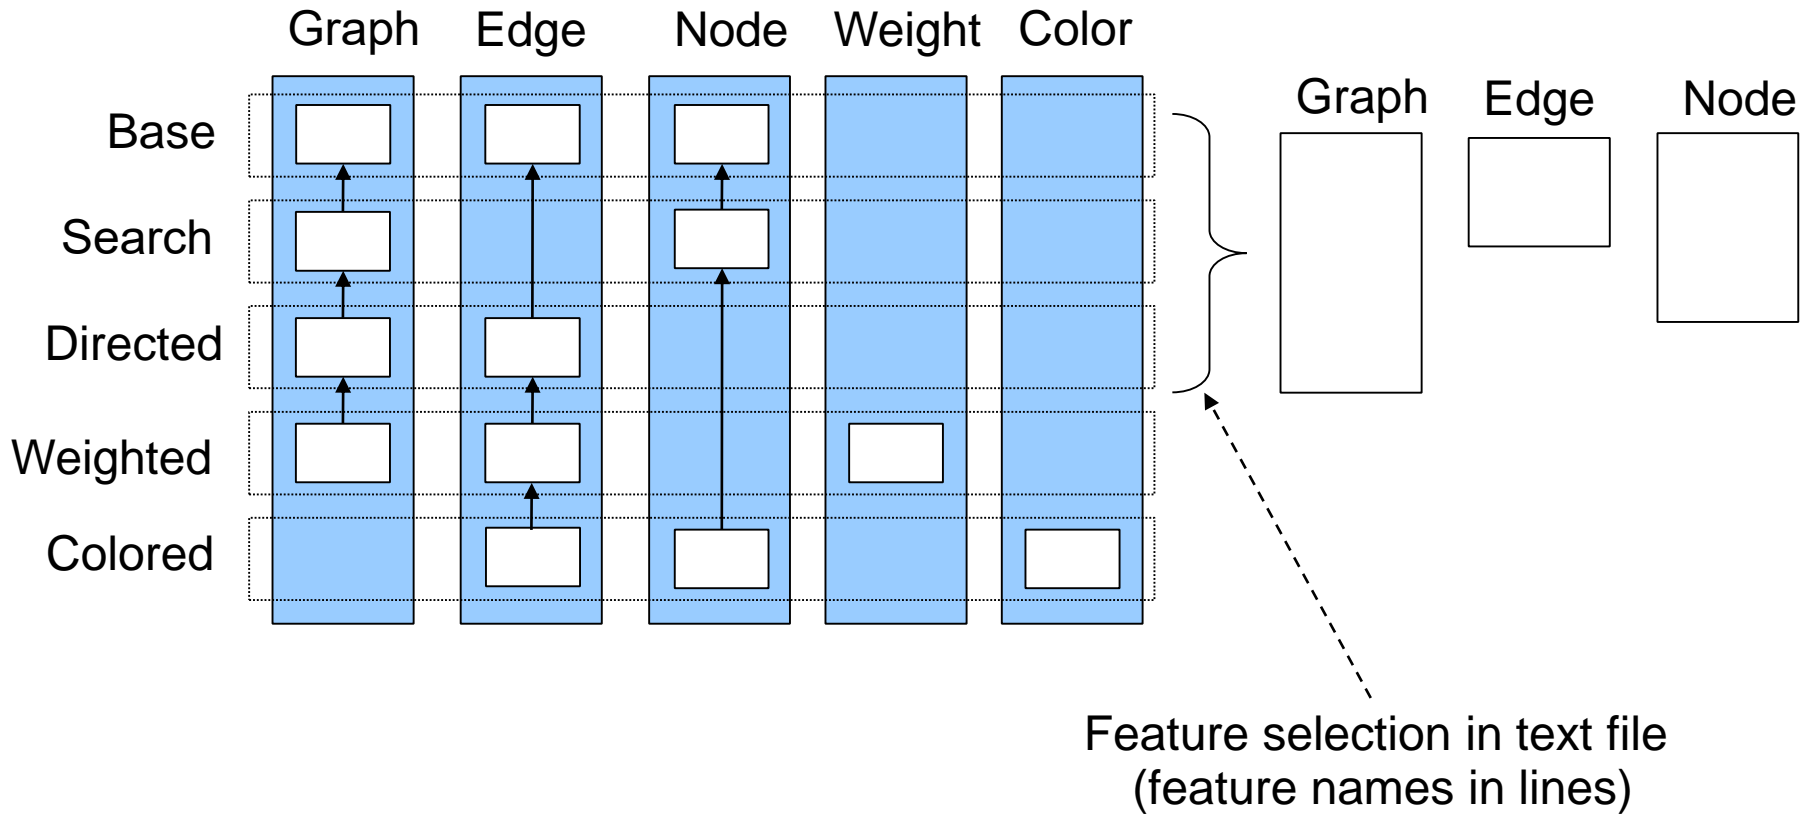 Graph Edge Node Weight Color
Graph Edge Node
Base
Search
Directed
Weighted
Colored
Feature selection in text file
(feature names in lines)